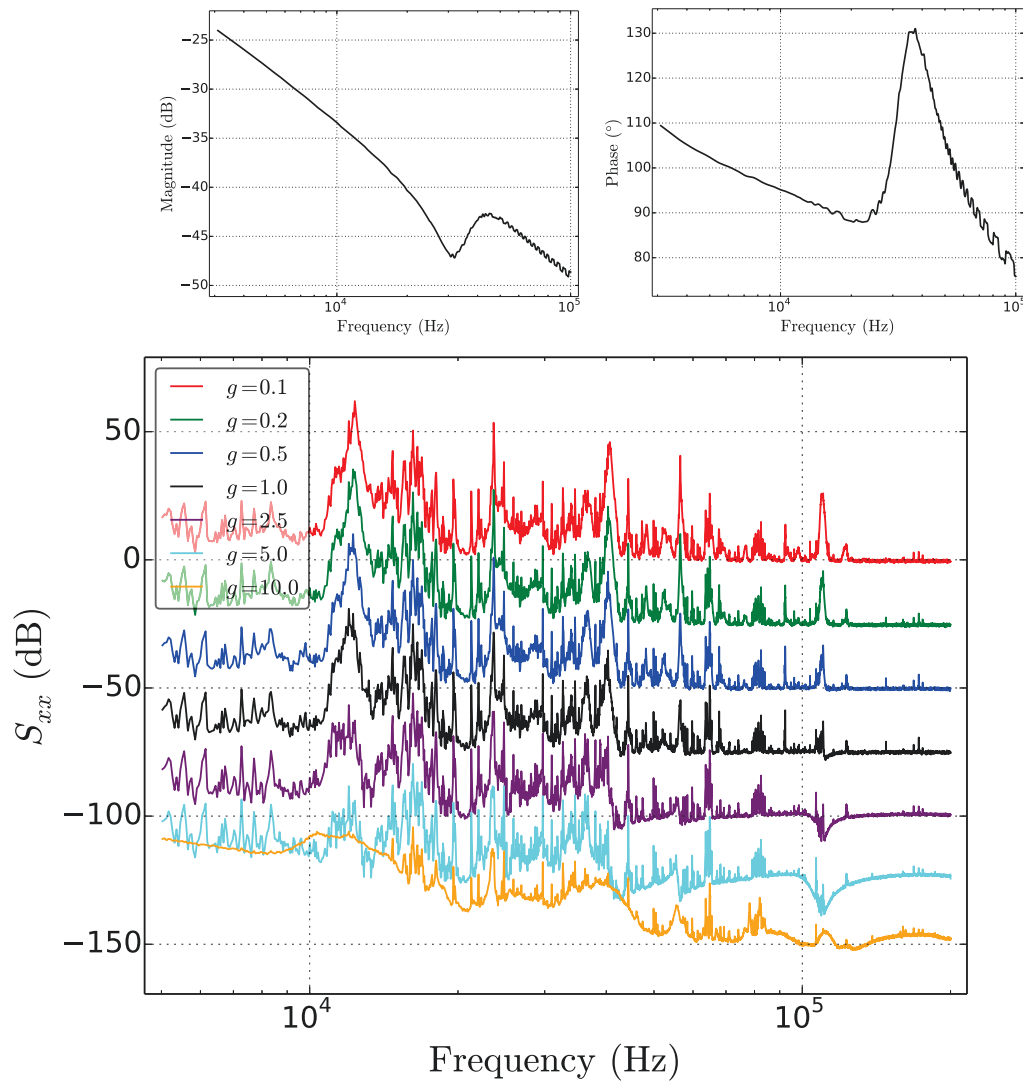 −25
−30
−35
−40
−45
−50
Magnitude (dB)
10⁴
10⁵
Frequency (Hz)
130
120
110
100
90
80
Phase (°)
10⁴
10⁵
Frequency (Hz)
g=0.1
g=0.2
g=0.5
g=1.0
g=2.5
g=5.0
g=10.0
50
0
−50
−100
−150
Sₓₓ (dB)
10⁴
10⁵
Frequency (Hz)